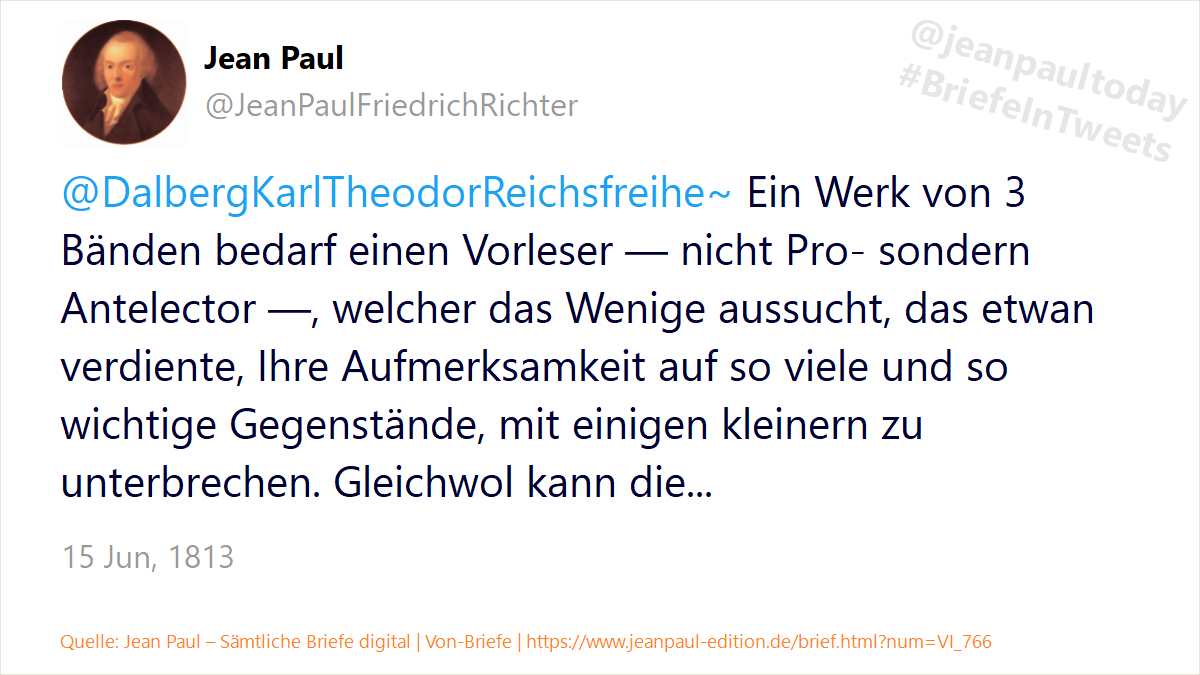 Jean Paul
@JeanPaulFriedrichRichter
@jeanpaultoday
#BriefeInTweets
@DalbergKarlTheodorReichsfreihe~ Ein Werk von 3
Bänden bedarf einen Vorleser — nicht Pro- sondern
Antelector —, welcher das Wenige aussucht, das etwan
verdiente, Ihre Aufmerksamkeit auf so viele und so
wichtige Gegenstände, mit einigen kleinern zu
unterbrechen. Gleichwol kann die...
15 Jun, 1813
Quelle: Jean Paul – Sämtliche Briefe digital | Von-Briefe | https://www.jeanpaul-edition.de/brief.html?num=VI_766